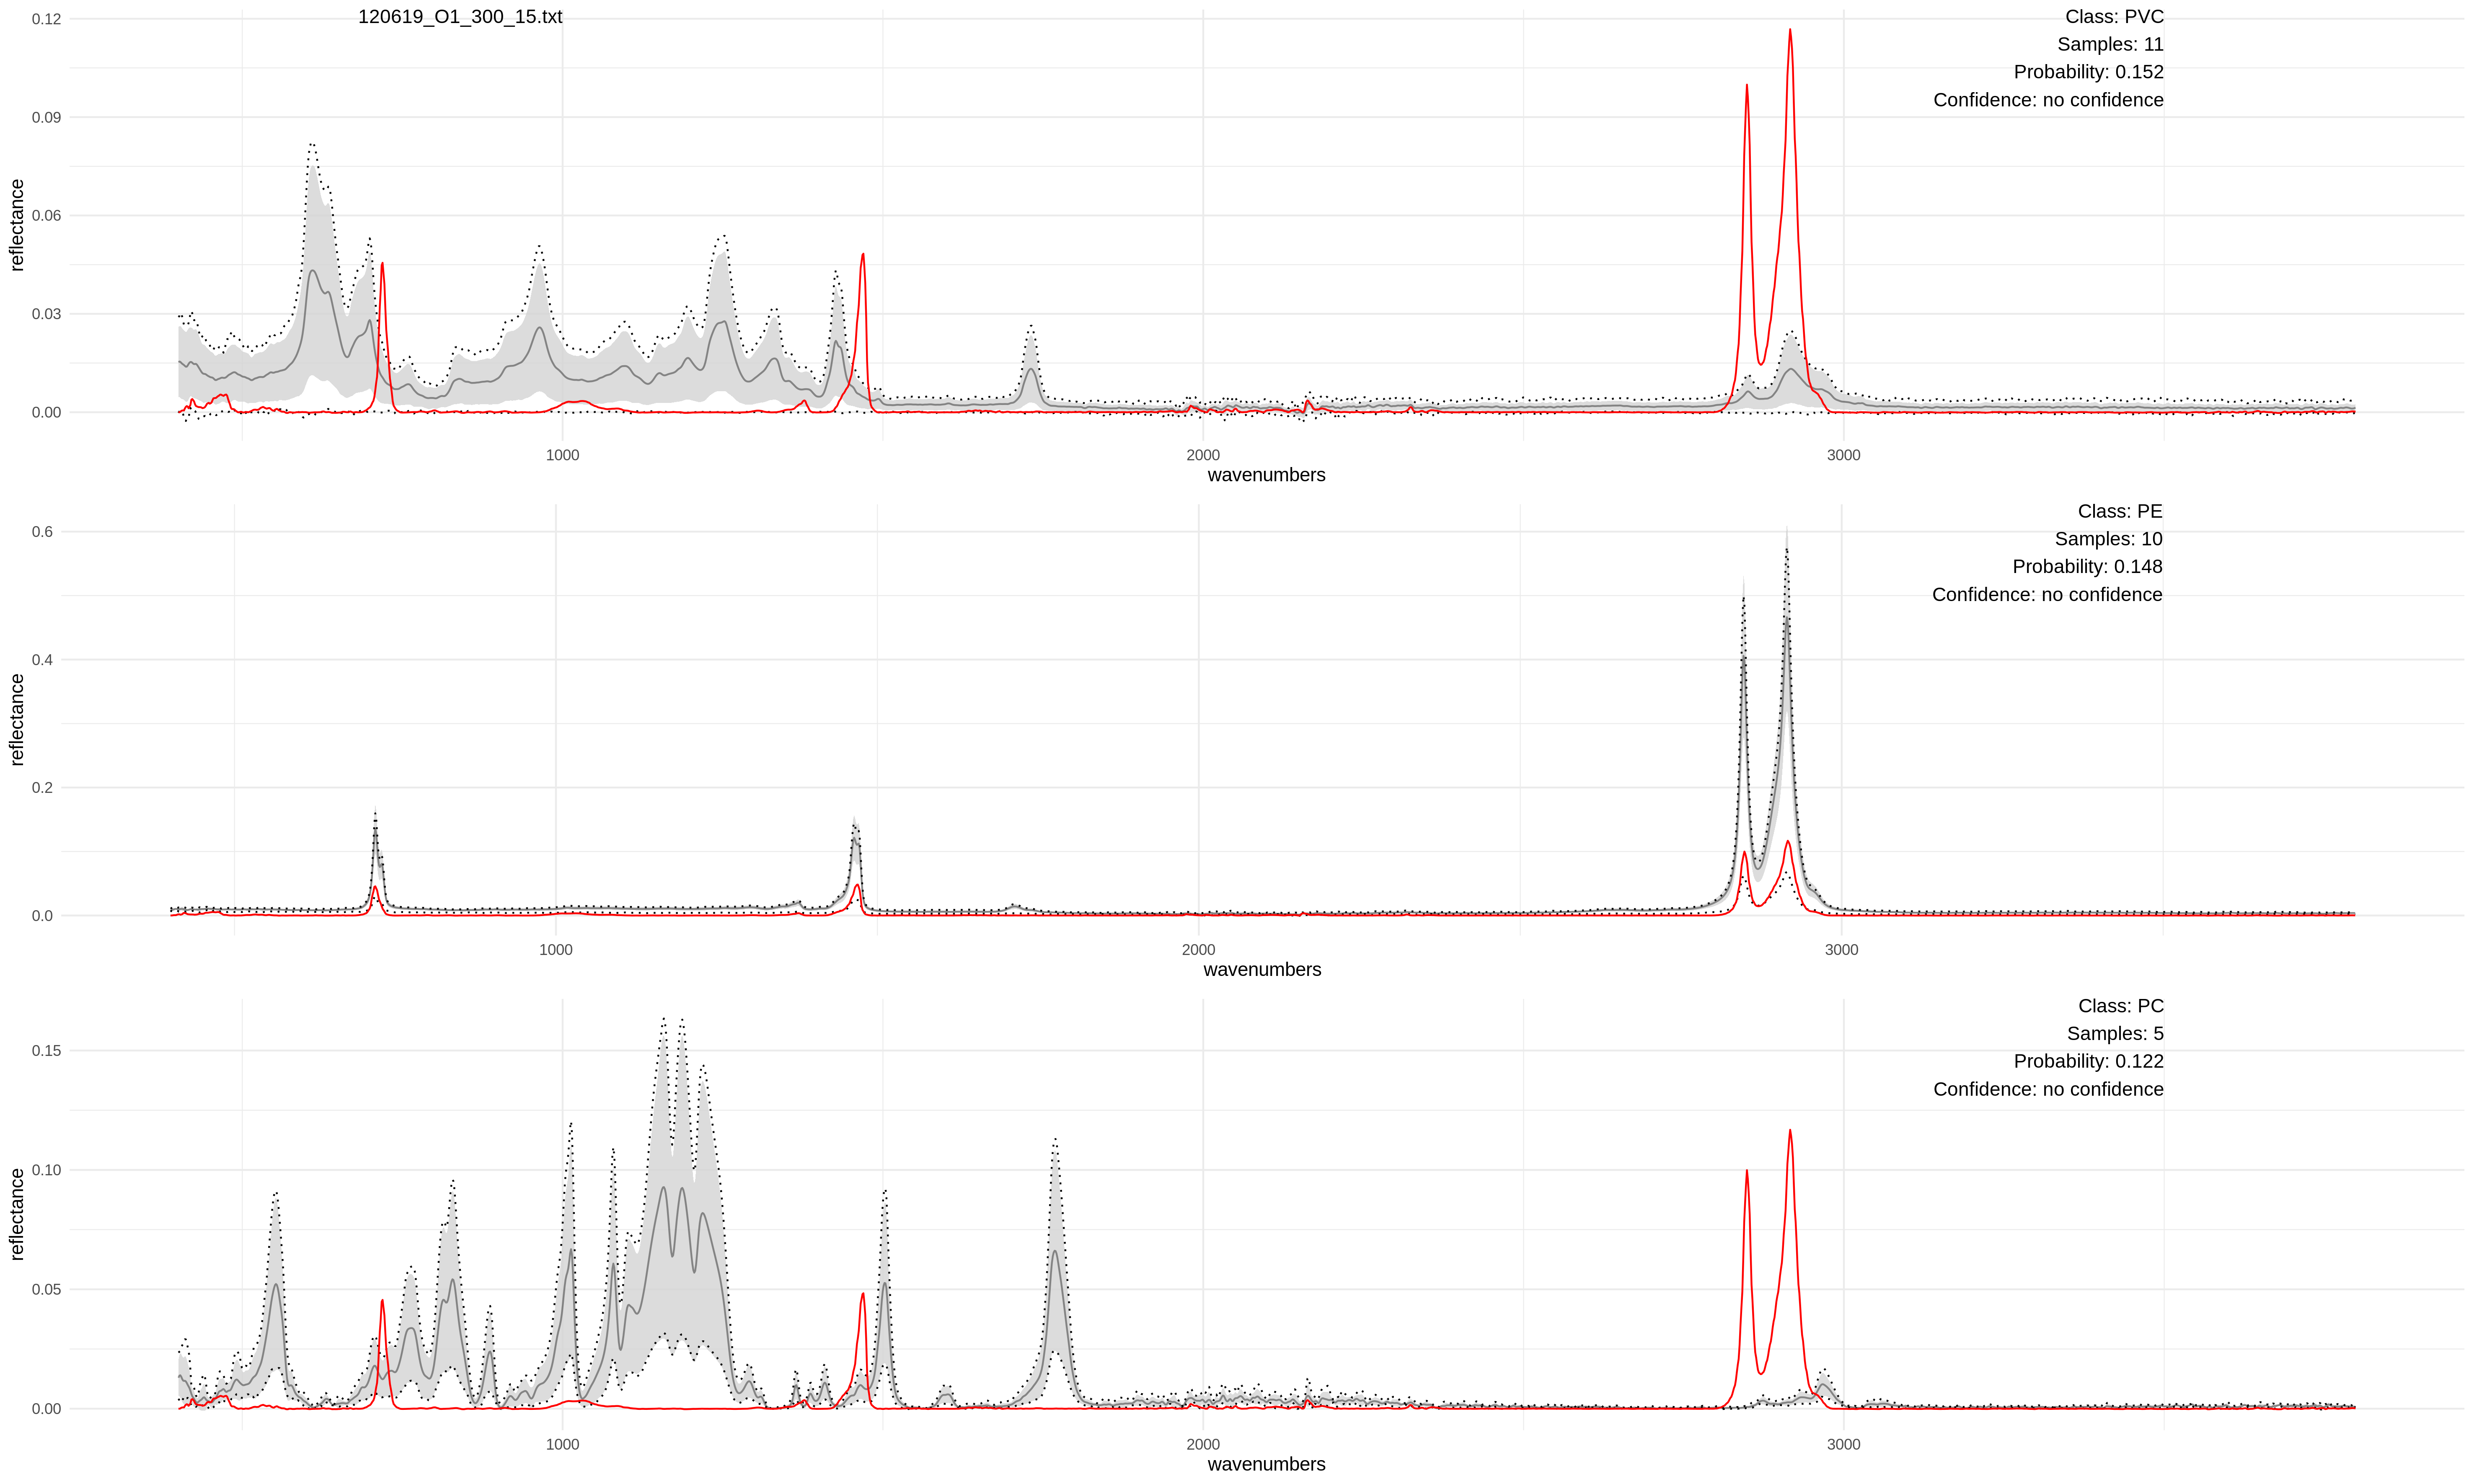 120619_O1_300_15.txt
Class: PVC
Samples: 11
Probability: 0.152
Confidence: no confidence
0.12
0.09
0.06
0.03
0.00
reflectance
1000 2000 3000
wavenumbers
Class: PE
Samples: 10
Probability: 0.148
Confidence: no confidence
0.6
0.4
0.2
0.0
reflectance
1000 2000 3000
wavenumbers
Class: PC
Samples: 5
Probability: 0.122
Confidence: no confidence
0.15
0.10
0.05
0.00
reflectance
1000 2000 3000
wavenumbers